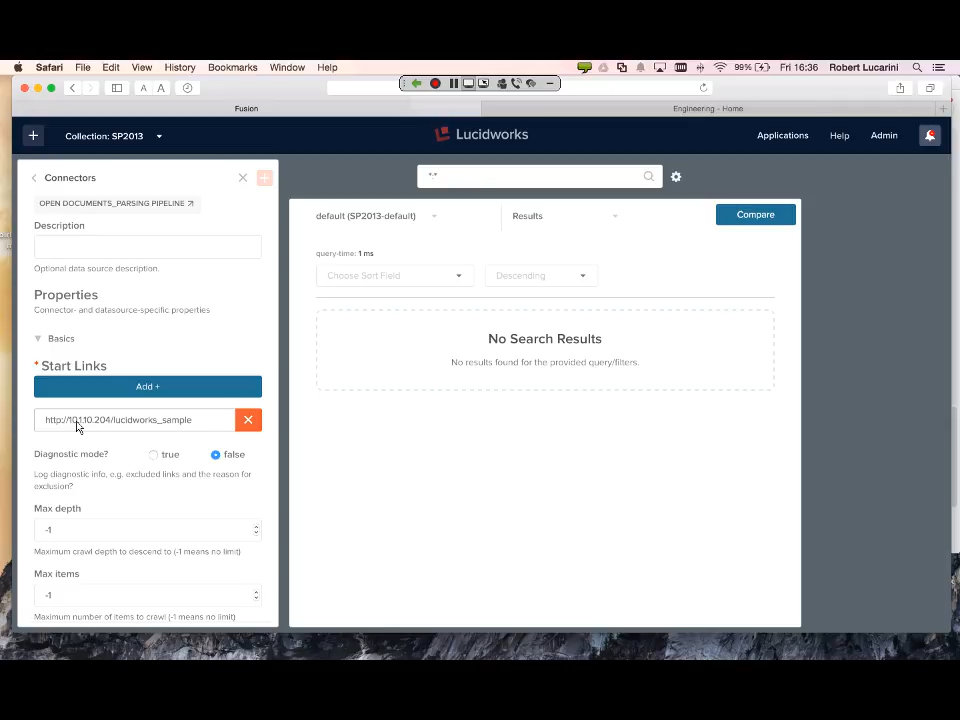 Safari File Edit View History Bookmarks Window Help 99% Fri 16:36 Robert Lucarini
A A
Fusion Engineering - Home
+ Collection: SP2013 Lucidworks Applications Help Admin
Connectors
*:*
OPEN DOCUMENTS_PARSING PIPELINE
default (SP2013-default) Results Compare
Description
query-time: 1 ms
Choose Sort Field Descending
Optional data source description.
Properties
Connector- and datasource-specific properties
Basics
No Search Results
No results found for the provided query/filters.
* Start Links
Add +
http://10.1.10.204/lucidworks_sample
Diagnostic mode? true false
Log diagnostic info, e.g. excluded links and the reason for
exclusion?
Max depth
-1
Maximum crawl depth to descend to (-1 means no limit)
Max items
-1
Maximum number of items to crawl (-1 means no limit)